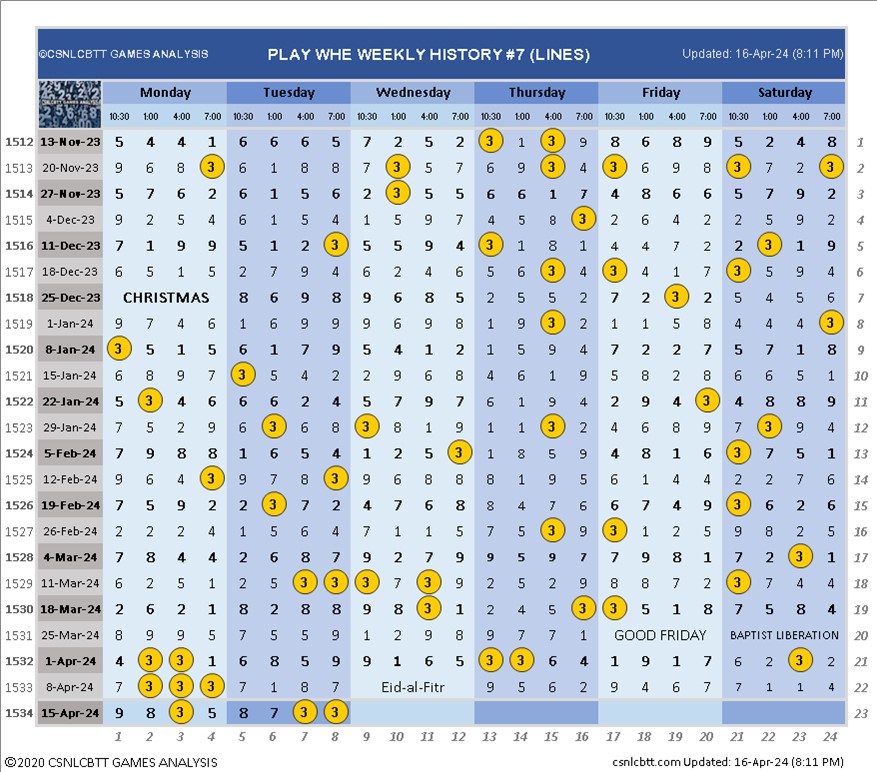 ©CSNLCBTT GAMES ANALYSIS PLAY WHE WEEKLY HISTORY #7 (LINES) Updated: 16-Apr-24 (8:11 PM)
Monday Tuesday Wednesday Thursday Friday Saturday
10:30 1:00 4:00 7:00 10:30 1:00 4:00 7:00 10:30 1:00 4:00 7:00 10:30 1:00 4:00 7:00 10:30 1:00 4:00 7:00 10:30 1:00 4:00 7:00
1512 13-Nov-23 5 4 4 1 6 6 6 5 7 2 5 2 3 1 3 9 8 6 8 9 5 2 4 8 1
1513 20-Nov-23 9 6 8 3 6 1 8 8 7 3 5 7 6 9 3 4 3 6 9 8 3 7 2 3 2
1514 27-Nov-23 5 7 6 2 6 1 5 6 2 3 5 5 6 6 1 7 4 8 6 6 5 7 9 2 3
1515 4-Dec-23 9 2 5 4 6 1 5 4 1 5 9 7 4 5 8 3 2 6 4 2 2 5 9 2 4
1516 11-Dec-23 7 1 9 9 5 1 2 3 5 5 9 4 3 1 8 1 4 4 7 2 2 3 1 9 5
1517 18-Dec-23 6 5 1 5 2 7 9 4 6 2 4 6 5 6 3 4 3 4 1 7 3 5 9 4 6
1518 25-Dec-23 CHRISTMAS 8 6 9 8 9 6 8 5 2 5 5 2 7 2 3 2 5 4 5 6 7
1519 1-Jan-24 9 7 4 6 1 6 9 9 9 6 9 8 1 9 3 2 1 1 5 8 4 4 4 3 8
1520 8-Jan-24 3 5 1 5 6 1 7 9 5 4 1 2 1 5 9 4 7 2 2 7 5 7 1 8 9
1521 15-Jan-24 6 8 9 7 3 5 4 2 2 9 6 8 4 6 1 9 5 8 2 8 6 6 5 1 10
1522 22-Jan-24 5 3 4 6 6 6 2 4 5 7 9 7 6 1 9 4 2 9 4 3 4 8 8 9 11
1523 29-Jan-24 7 5 2 9 6 3 6 8 3 8 1 9 1 1 3 2 4 6 8 9 7 3 9 4 12
1524 5-Feb-24 7 9 8 8 1 6 5 4 1 2 5 3 1 8 5 9 4 8 1 6 3 7 5 1 13
1525 12-Feb-24 9 6 4 3 9 7 8 3 9 6 8 8 8 1 9 5 6 1 4 4 2 2 7 6 14
1526 19-Feb-24 7 5 9 2 2 3 7 2 4 7 6 8 8 4 7 6 6 7 4 9 3 6 2 6 15
1527 26-Feb-24 2 2 2 4 1 5 6 4 7 1 1 5 5 7 3 9 3 1 2 5 9 8 2 5 16
1528 4-Mar-24 7 8 4 4 2 6 8 7 9 2 7 9 9 5 9 7 7 9 8 1 7 2 3 1 17
1529 11-Mar-24 6 2 5 1 2 5 3 3 3 7 3 9 2 5 2 9 8 8 7 2 3 7 4 4 18
1530 18-Mar-24 2 6 2 1 8 2 8 8 9 8 3 1 2 4 5 3 3 5 1 8 7 5 8 4 19
1531 25-Mar-24 8 9 9 5 7 5 5 9 1 2 9 8 9 7 7 1 GOOD FRIDAY BAPTIST LIBERATION 20
1532 1-Apr-24 4 3 3 1 6 8 5 9 9 1 6 5 3 3 6 4 1 9 1 7 6 2 3 2 21
1533 8-Apr-24 7 3 3 3 7 1 8 7 Eid-al-Fitr 9 5 6 2 9 4 6 7 7 1 1 4 22
1534 15-Apr-24 9 8 3 5 8 7 3 3 23
1 2 3 4 5 6 7 8 9 10 11 12 13 14 15 16 17 18 19 20 21 22 23 24
©2020 CSNLCBTT GAMES ANALYSIS csnlcbtt.com Updated: 16-Apr-24 (8:11 PM)